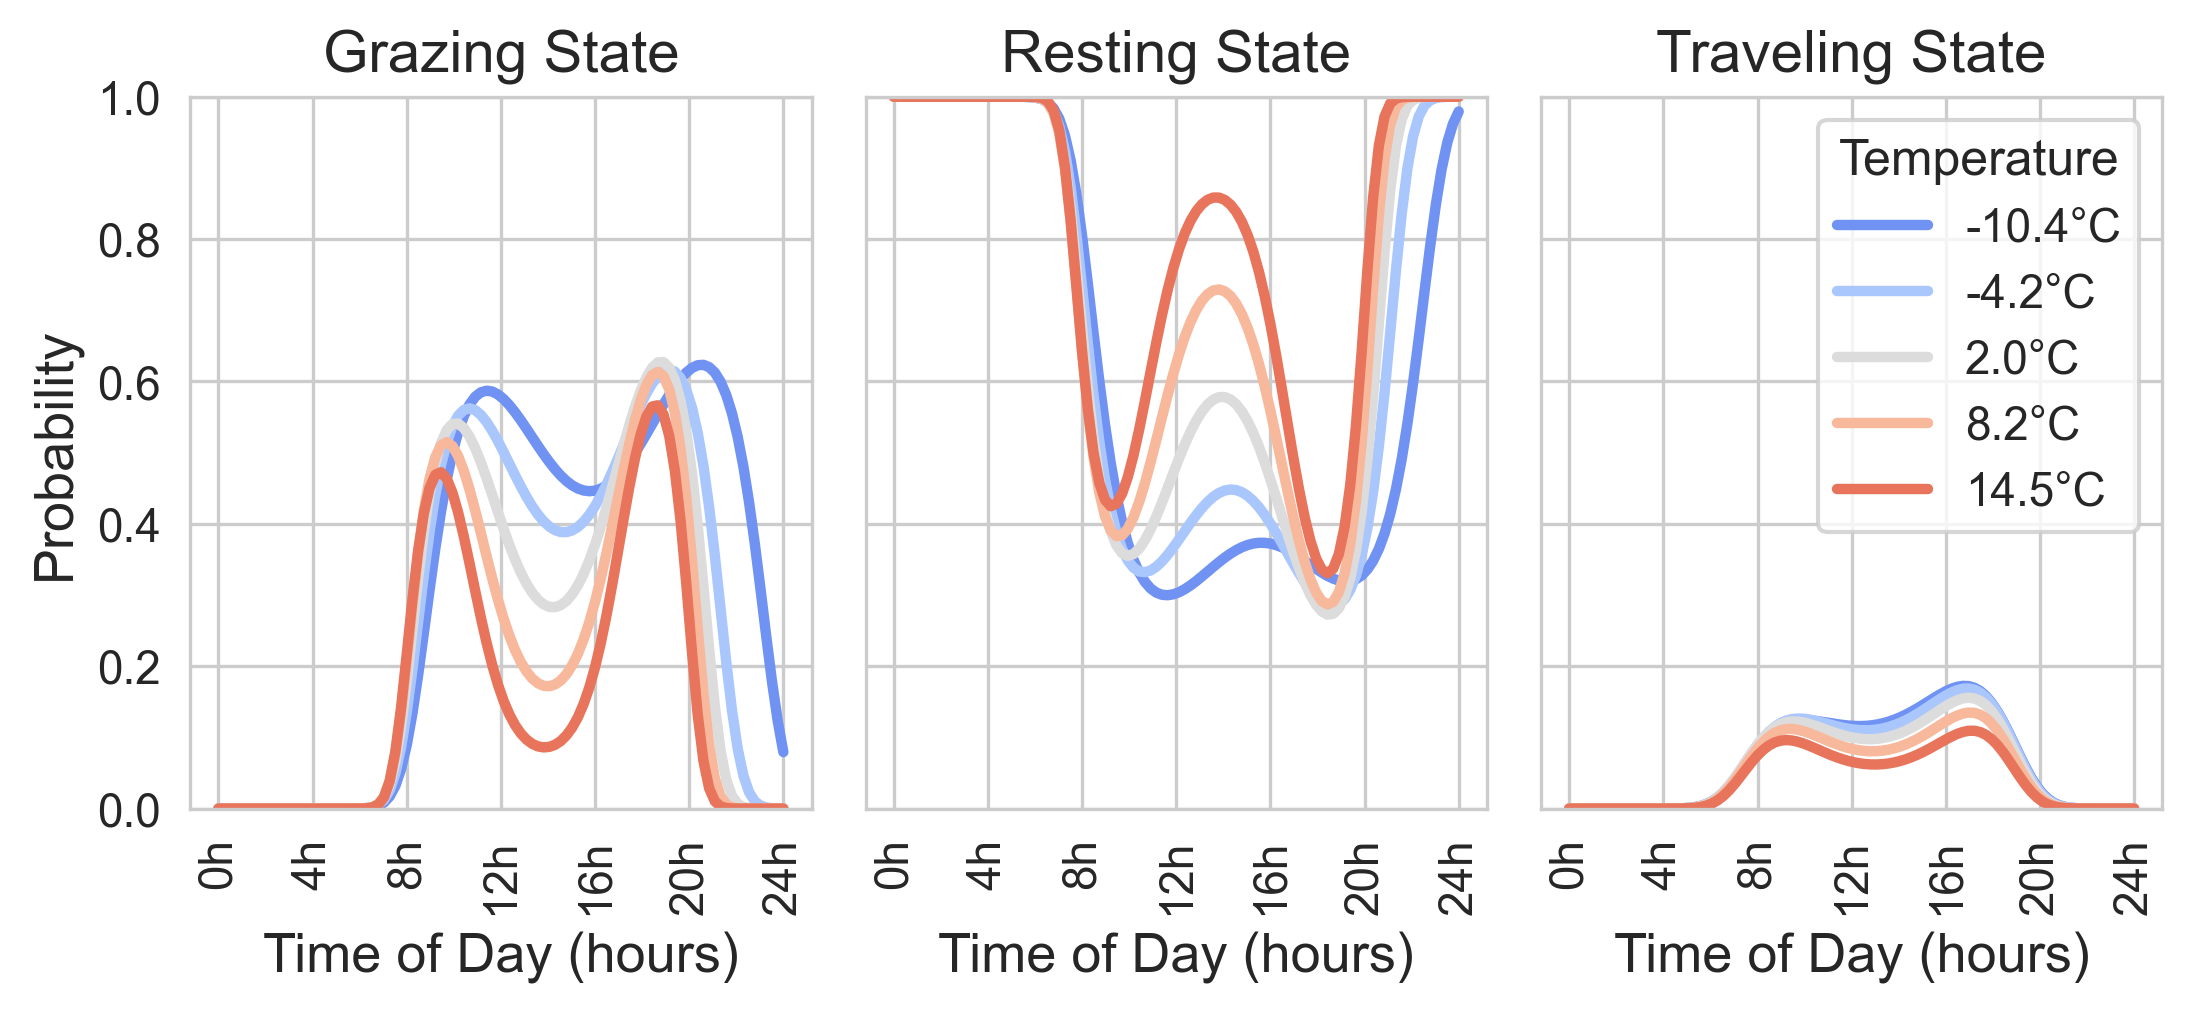 Grazing State
Resting State
Traveling State
Probability
1.0
0.8
0.6
0.4
0.2
0.0
0h
4h
8h
12h
16h
20h
24h
Time of Day (hours)
0h
4h
8h
12h
16h
20h
24h
Time of Day (hours)
Temperature
-10.4°C
-4.2°C
2.0°C
8.2°C
14.5°C
0h
4h
8h
12h
16h
20h
24h
Time of Day (hours)